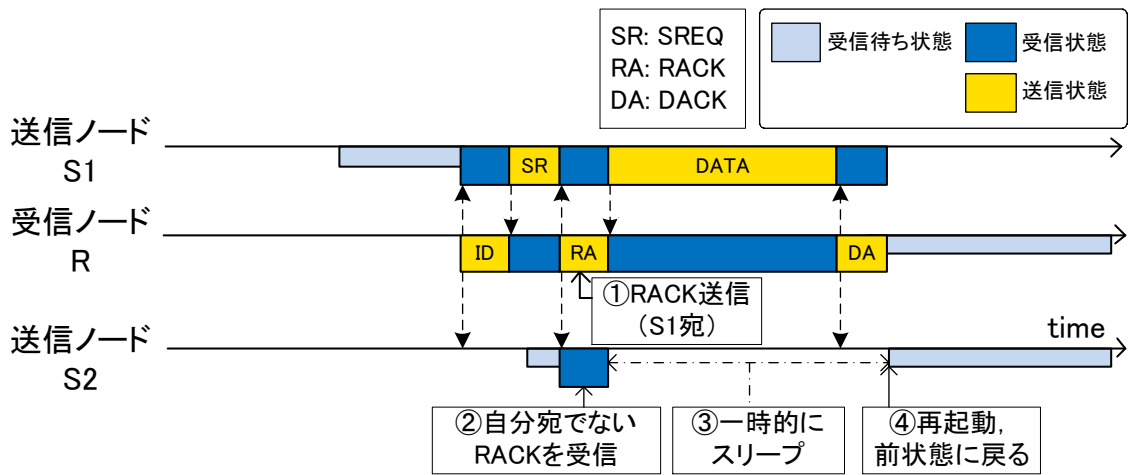 SR: SREQ
RA: RACK
DA: DACK
受信待ち状態
受信状態
送信状態
送信ノード
S1
SR
DATA
受信ノード
R
ID
RA
DA
①RACK送信
(S1宛)
送信ノード
S2
time
②自分宛でない
RACKを受信
③一時的に
スリープ
④再起動,
前状態に戻る